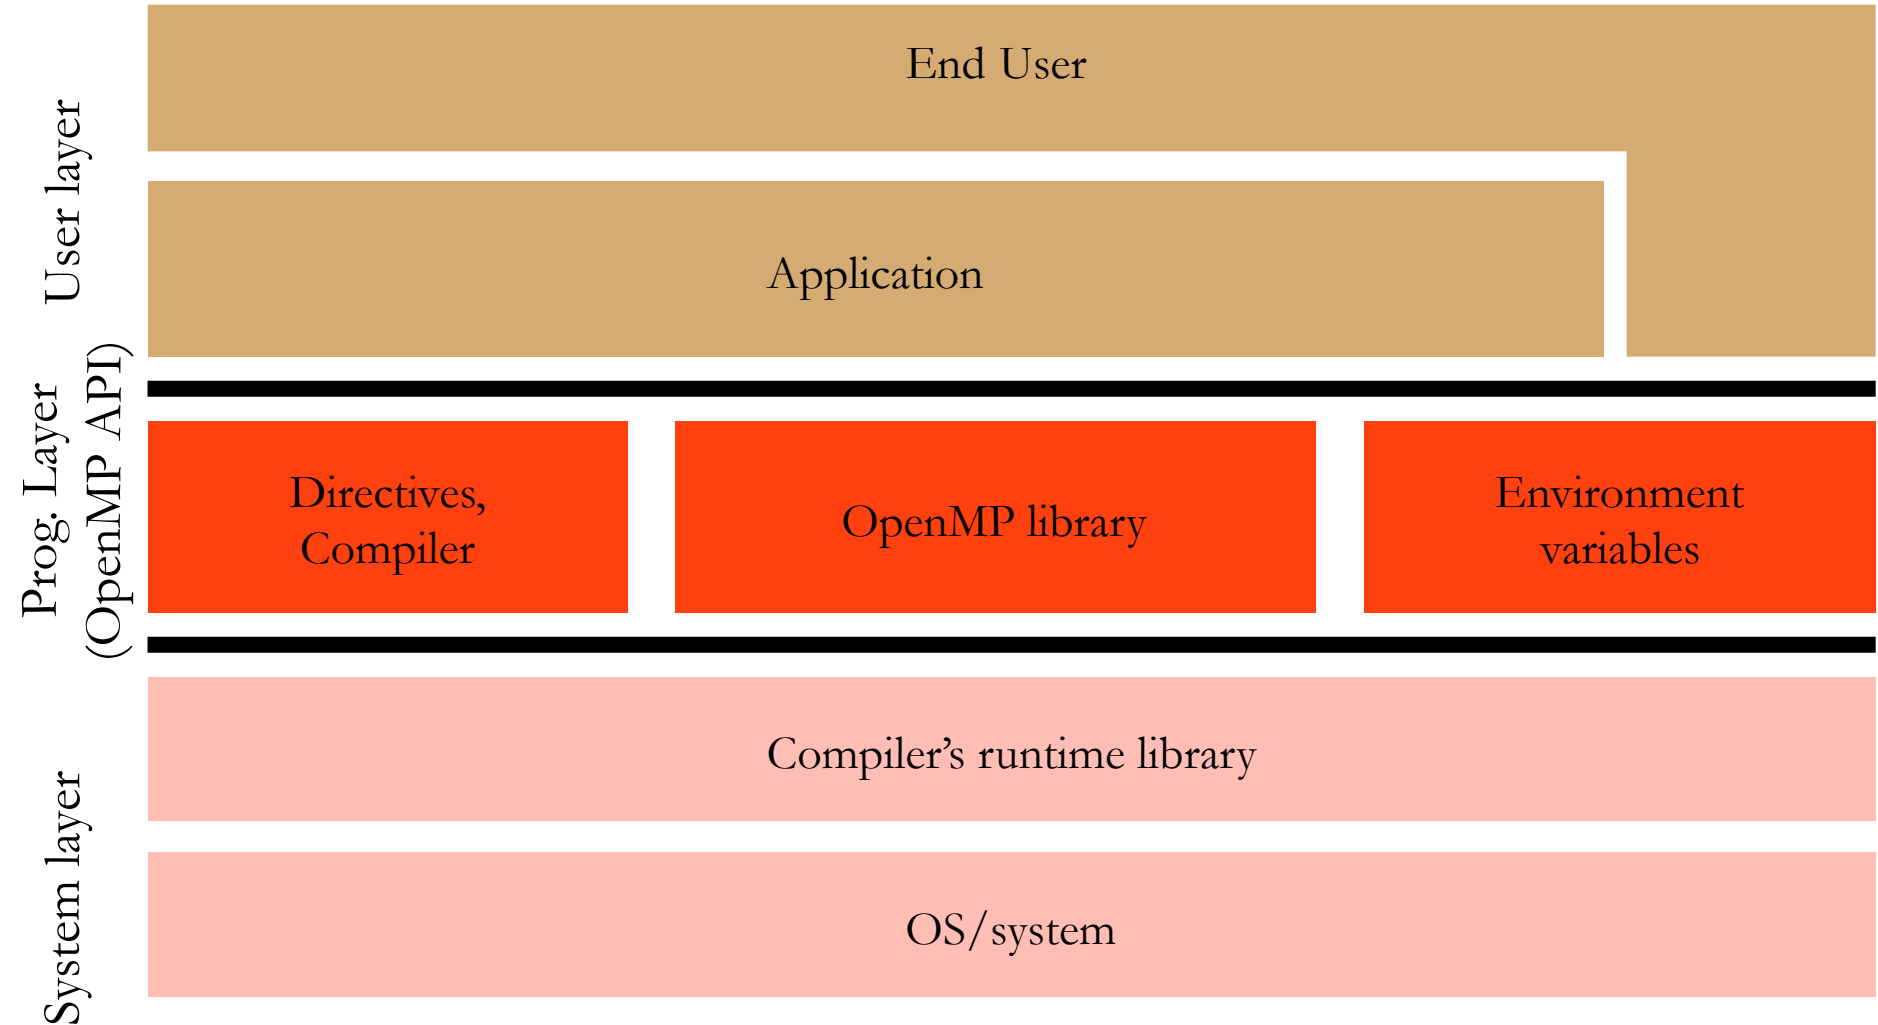 User layer
End User
Application
Prog. Layer
(OpenMP API)
Directives,
Compiler
OpenMP library
Environment
variables
System layer
Compiler’s runtime library
OS/system